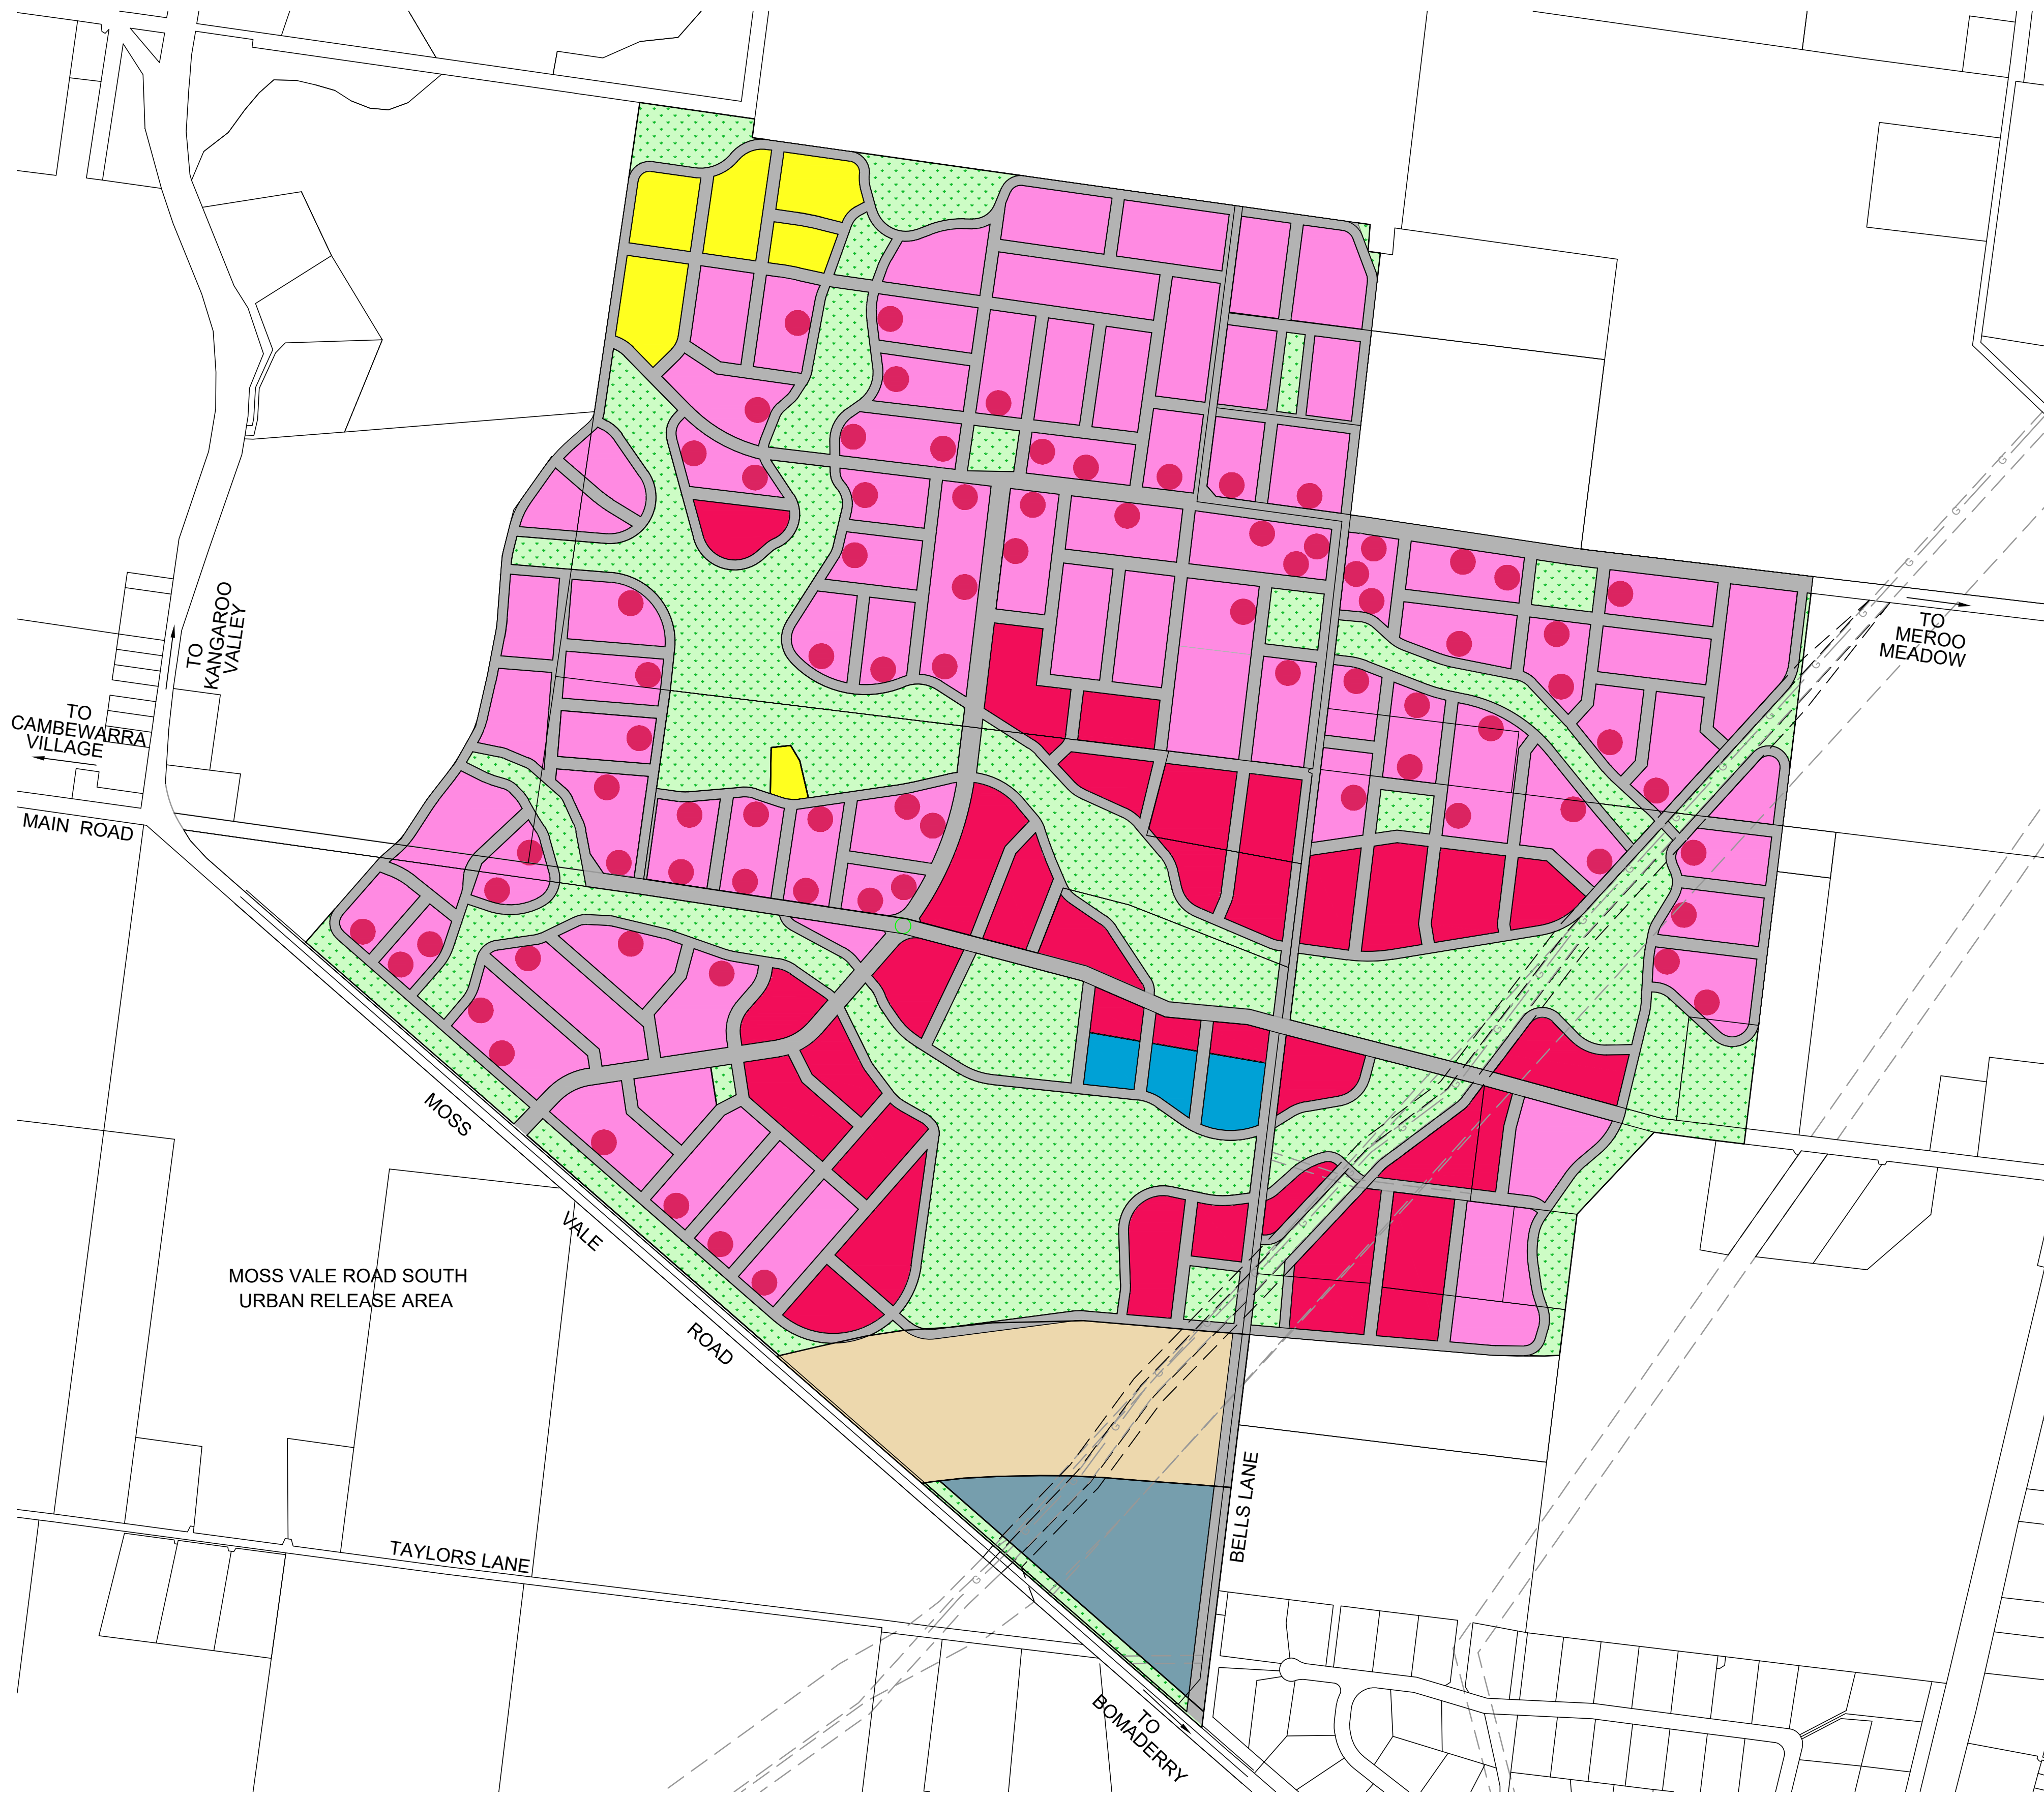 TO
KANGAROO
VALLEY
TO
CAMBEWARRA
VILLAGE
MAIN ROAD
TO
MEROO
MEADOW
MOSS
VALE
ROAD
MOSS VALE ROAD SOUTH
URBAN RELEASE AREA
TAYLORS LANE
BELLS LANE
TO
BOMADERRY
G
G
G
G
G
G
G
G
G
G
G
G
G
G